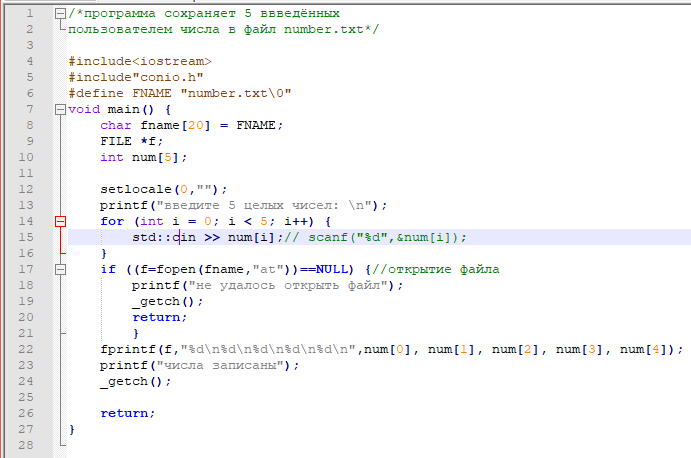 1 /*программа сохраняет 5 ввведённых
2 пользователем числа в файл number.txt*/
3
4 #include<iostream>
5 #include"conio.h"
6 #define FNAME "number.txt\0"
7 void main() {
8 char fname[20] = FNAME;
9 FILE *f;
10 int num[5];
11
12 setlocale(0,"");
13 printf("введите 5 целых чисел: \n");
14 for (int i = 0; i < 5; i++) {
15 std::cin >> num[i];// scanf("%d",&num[i]);
16 }
17 if ((f=fopen(fname,"at"))==NULL) {//открытие файла
18 printf("не удалось открыть файл");
19 _getch();
20 return;
21 }
22 fprintf(f,"%d\n%d\n%d\n%d\n%d\n",num[0], num[1], num[2], num[3], num[4]);
23 printf("числа записаны");
24 _getch();
25
26 return;
27 }
28